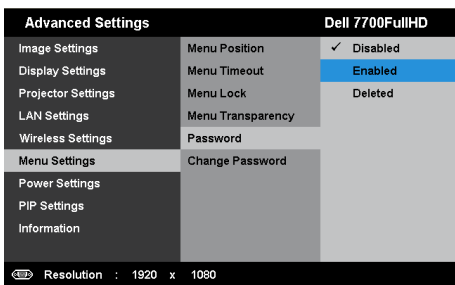 Advanced Settings Dell 7700FullHD
Image Settings Menu Position ✓ Disabled
Display Settings Menu Timeout Enabled
Projector Settings Menu Lock Deleted
LAN Settings Menu Transparency
Wireless Settings Password
Menu Settings Change Password
Power Settings
PIP Settings
Information
Resolution : 1920 x 1080